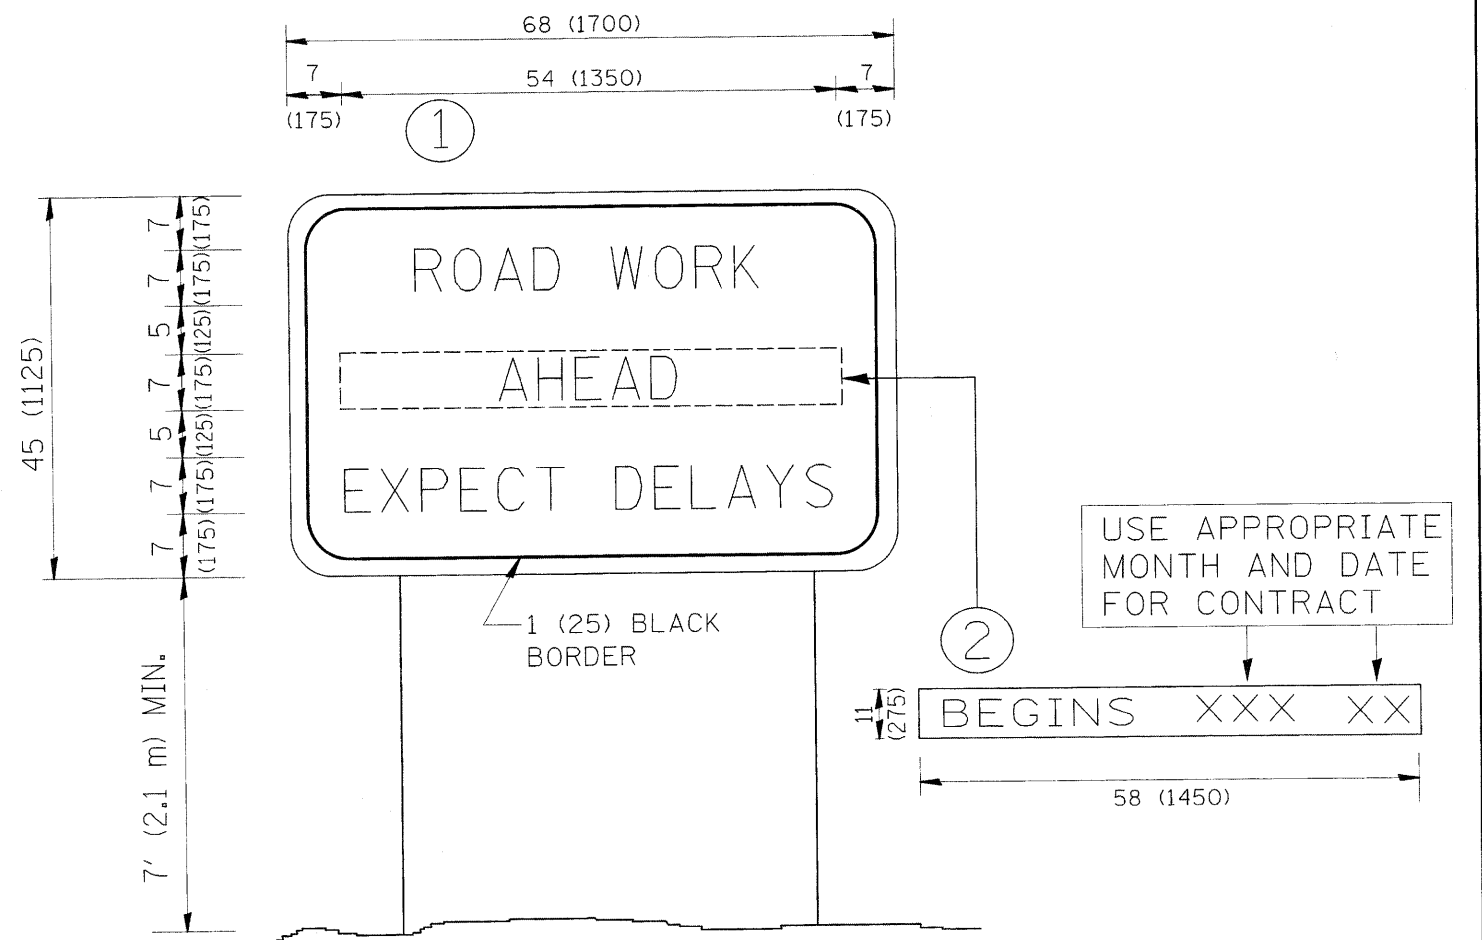 68 (1700)
7 54 (1350) 7
(175) (175)
1
45 (1125)
7 (175)
7 (175)
5 (125)
7 (175)
5 (125)
7 (175)
7 (175)
ROAD WORK
AHEAD
EXPECT DELAYS
1 (25) BLACK
BORDER
7' (2.1 m) MIN.
USE APPROPRIATE
MONTH AND DATE
FOR CONTRACT
2
11
(275)
BEGINS XXX XX
58 (1450)